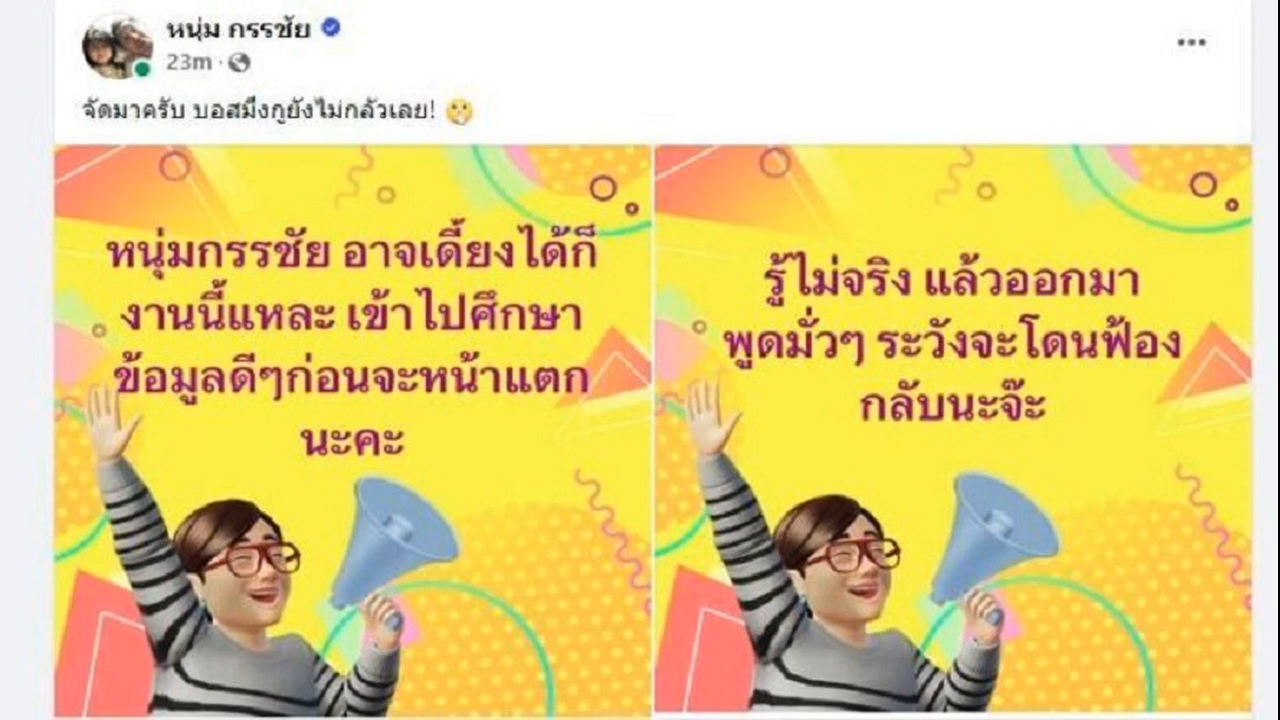 หนุ่ม กรรชัย
23m
จัดมาครับ บอสมึงกูยังไม่กลัวเลย!
หนุ่มกรรชัย อาจเดี้ยงได้ก็
งานนี้แหละ เข้าไปศึกษา
ข้อมูลดีๆก่อนจะหน้าแตก
นะคะ
รู้ไม่จริง แล้วออกมา
พูดมั่วๆ ระวังจะโดนฟ้อง
กลับนะจ๊ะ